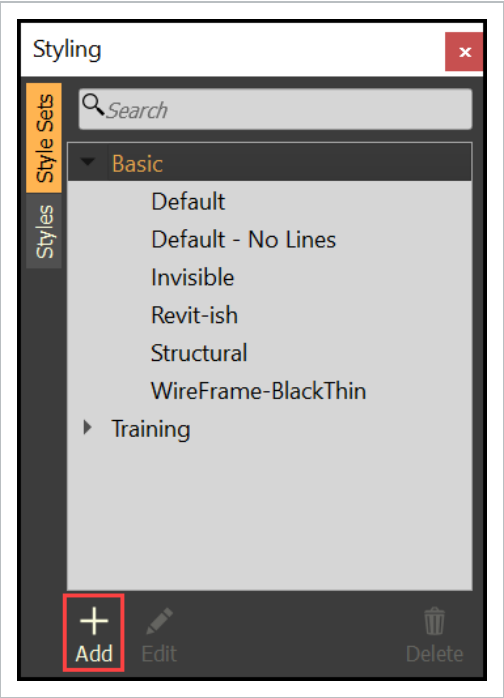 Styling
x
Style Sets
Styles
Search
Basic
Default
Default - No Lines
Invisible
Revit-ish
Structural
WireFrame-BlackThin
Training
Add
Edit
Delete